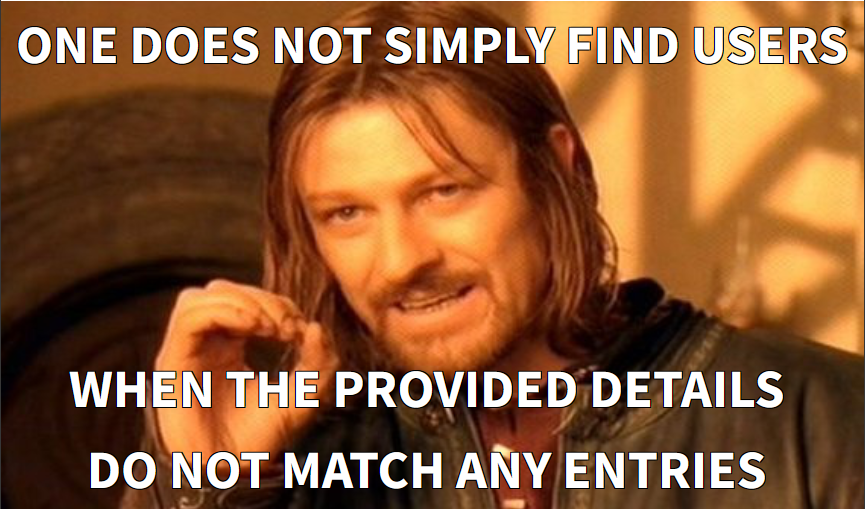 ONE DOES NOT SIMPLY FIND USERS
WHEN THE PROVIDED DETAILS
DO NOT MATCH ANY ENTRIES